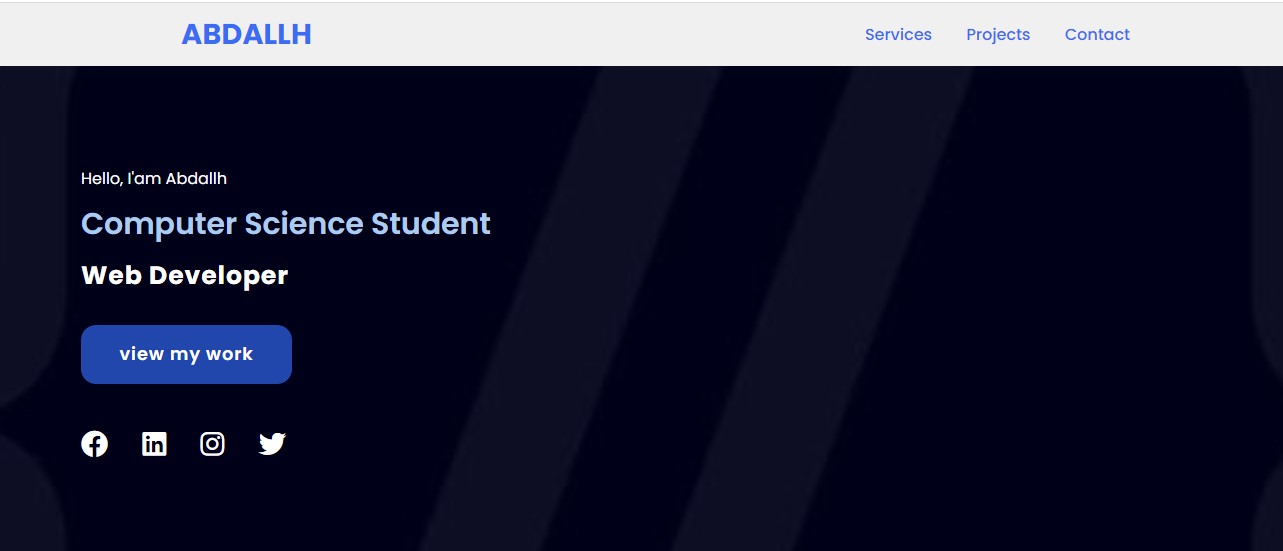 ABDALLH
Services Projects Contact
Hello, I'am Abdallh
Computer Science Student
Web Developer
view my work